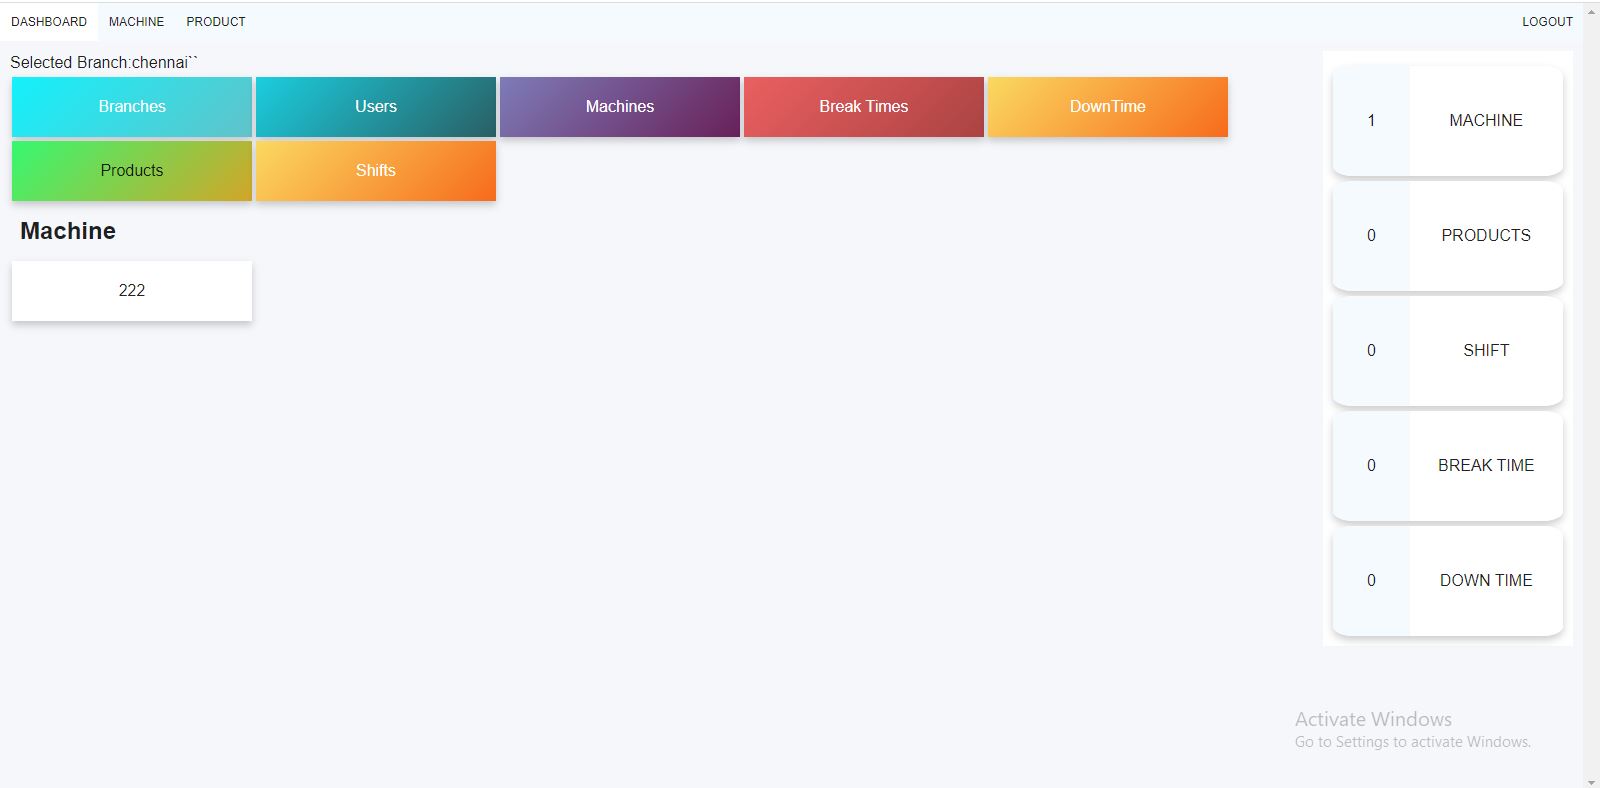 DASHBOARD MACHINE PRODUCT LOGOUT
Selected Branch:chennai``
Branches Users Machines Break Times DownTime
Products Shifts
Machine
222
1 MACHINE
0 PRODUCTS
0 SHIFT
0 BREAK TIME
0 DOWN TIME
Activate Windows
Go to Settings to activate Windows.